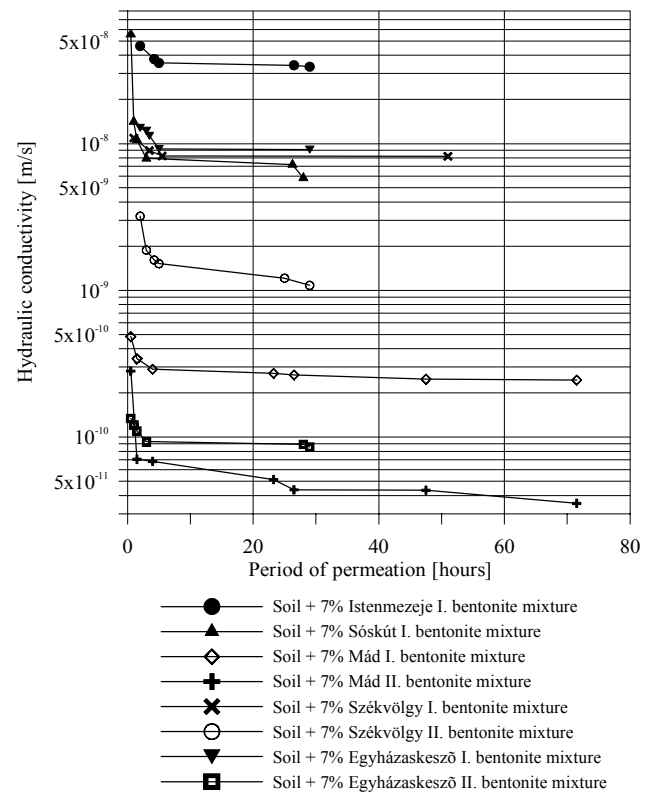 5x10-8
10-8
5x10-9
10-9
5x10-10
10-10
5x10-11
Hydraulic conductivity [m/s]
0 20 40 60 80
Period of permeation [hours]
Soil + 7% Istenmezeje I. bentonite mixture
Soil + 7% Sóskút I. bentonite mixture
Soil + 7% Mád I. bentonite mixture
Soil + 7% Mád II. bentonite mixture
Soil + 7% Székvölgy I. bentonite mixture
Soil + 7% Székvölgy II. bentonite mixture
Soil + 7% Egyházaskeszõ I. bentonite mixture
Soil + 7% Egyházaskeszõ II. bentonite mixture